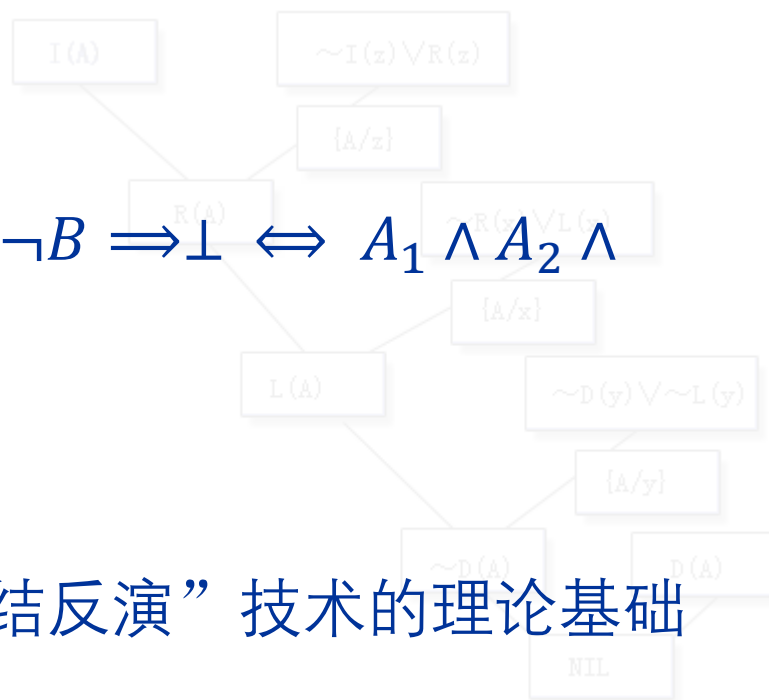 I(A)
～I(z)∨R(z)
{A/z}
R(A)
～R(x)∨L(x)
¬B ⟹⊥ ⟺ A₁ ∧ A₂ ∧
{A/x}
L(A)
～D(y)∨～L(y)
{A/y}
～D(A)
D(A)
结反演”技术的理论基础
NIL